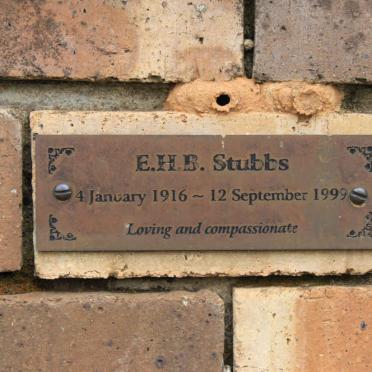 E.H.B. Stubbs
4 January 1916 ~ 12 September 1999
Loving and compassionate